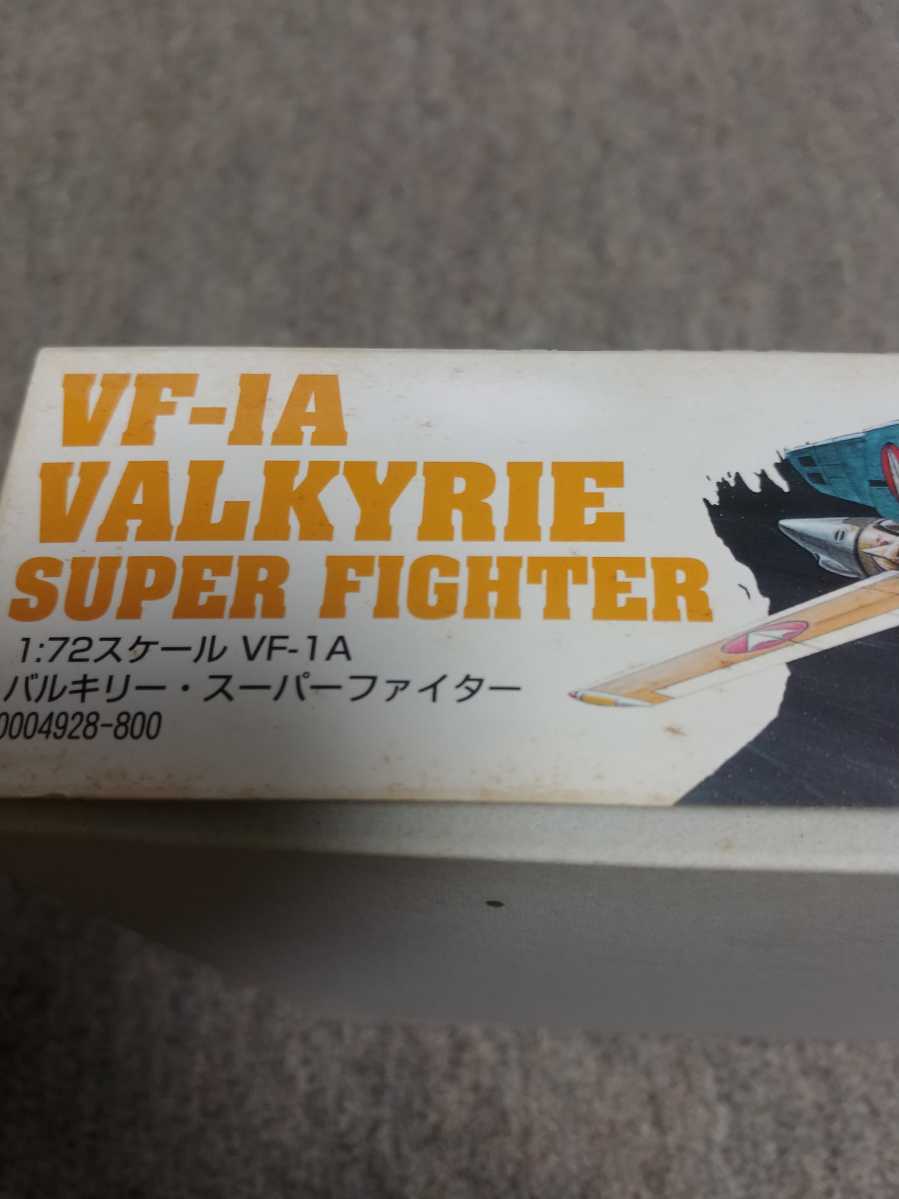 VF-1A
VALKYRIE
SUPER FIGHTER
1:72スケール VF-1A
バルキリー・スーパーファイター
0004928-800